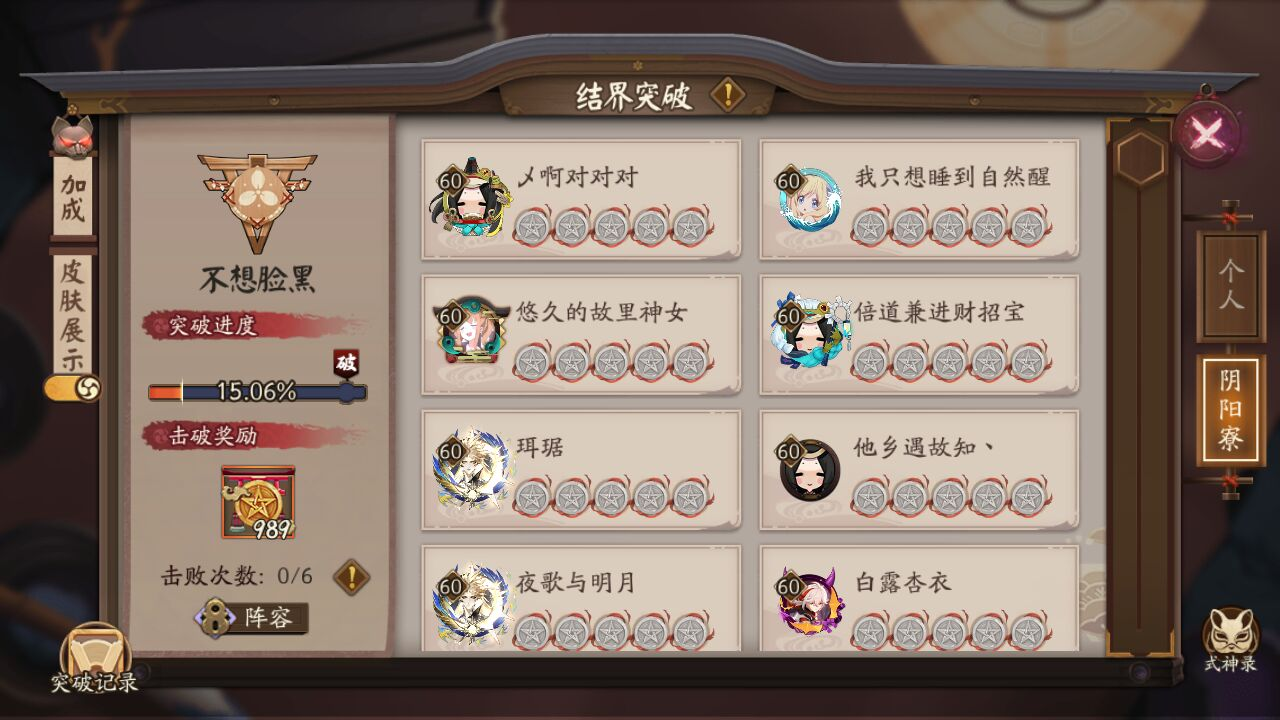 结界突破
加成
皮肤展示
不想脸黑
突破进度
破
15.06%
击破奖励
989
击败次数: 0/6
阵容
突破记录
60
乄啊对对对
60
我只想睡到自然醒
60
悠久的故里神女
60
倍道兼进财招宝
60
珥琚
60
他乡遇故知丶
60
夜歌与明月
60
白露杏衣
个人
阴阳寮
式神录